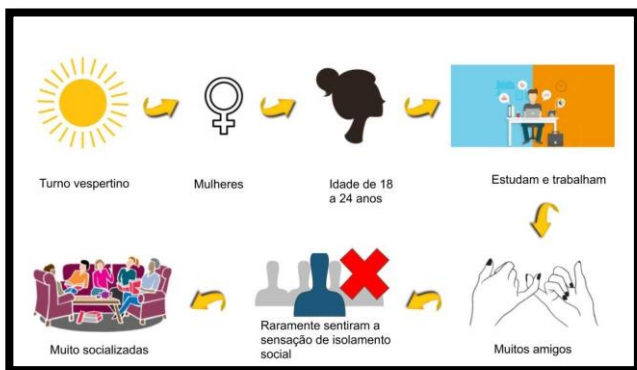 Turno vespertino
Mulheres
Idade de 18
a 24 anos
Estudam e trabalham
Muito socializadas
Raramente sentiram a
sensação de isolamento
social
Muitos amigos